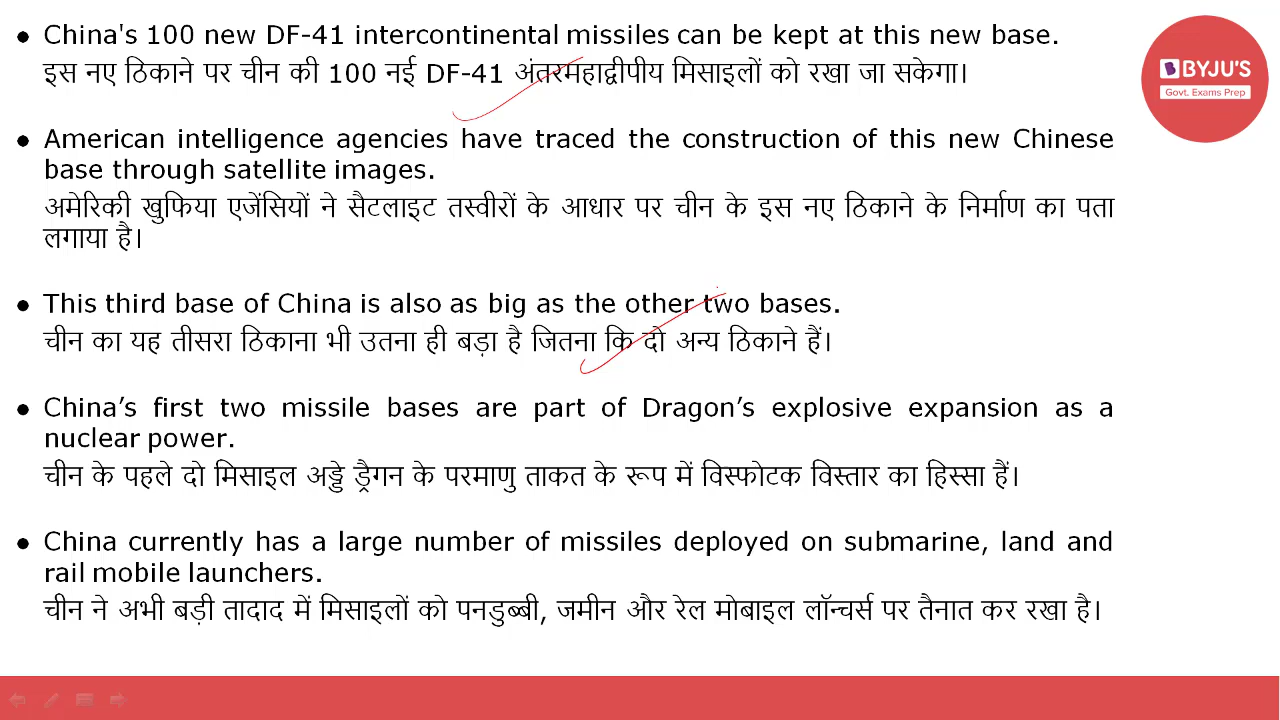 • China's 100 new DF-41 intercontinental missiles can be kept at this new base.
इस नए ठिकाने पर चीन की 100 नई DF-41 अंतरमहाद्वीपीय मिसाइलों को रखा जा सकेगा।
• American intelligence agencies have traced the construction of this new Chinese
base through satellite images.
अमेरिकी खुफिया एजेंसियों ने सैटलाइट तस्वीरों के आधार पर चीन के इस नए ठिकाने के निर्माण का पता
लगाया है।
• This third base of China is also as big as the other two bases.
चीन का यह तीसरा ठिकाना भी उतना ही बड़ा है जितना कि दो अन्य ठिकाने हैं।
• China’s first two missile bases are part of Dragon’s explosive expansion as a
nuclear power.
चीन के पहले दो मिसाइल अड्डे ड्रैगन के परमाणु ताकत के रूप में विस्फोटक विस्तार का हिस्सा हैं।
• China currently has a large number of missiles deployed on submarine, land and
rail mobile launchers.
चीन ने अभी बड़ी तादाद में मिसाइलों को पनडुब्बी, जमीन और रेल मोबाइल लॉन्चर्स पर तैनात कर रखा है।
BYJU'S
Govt. Exams Prep